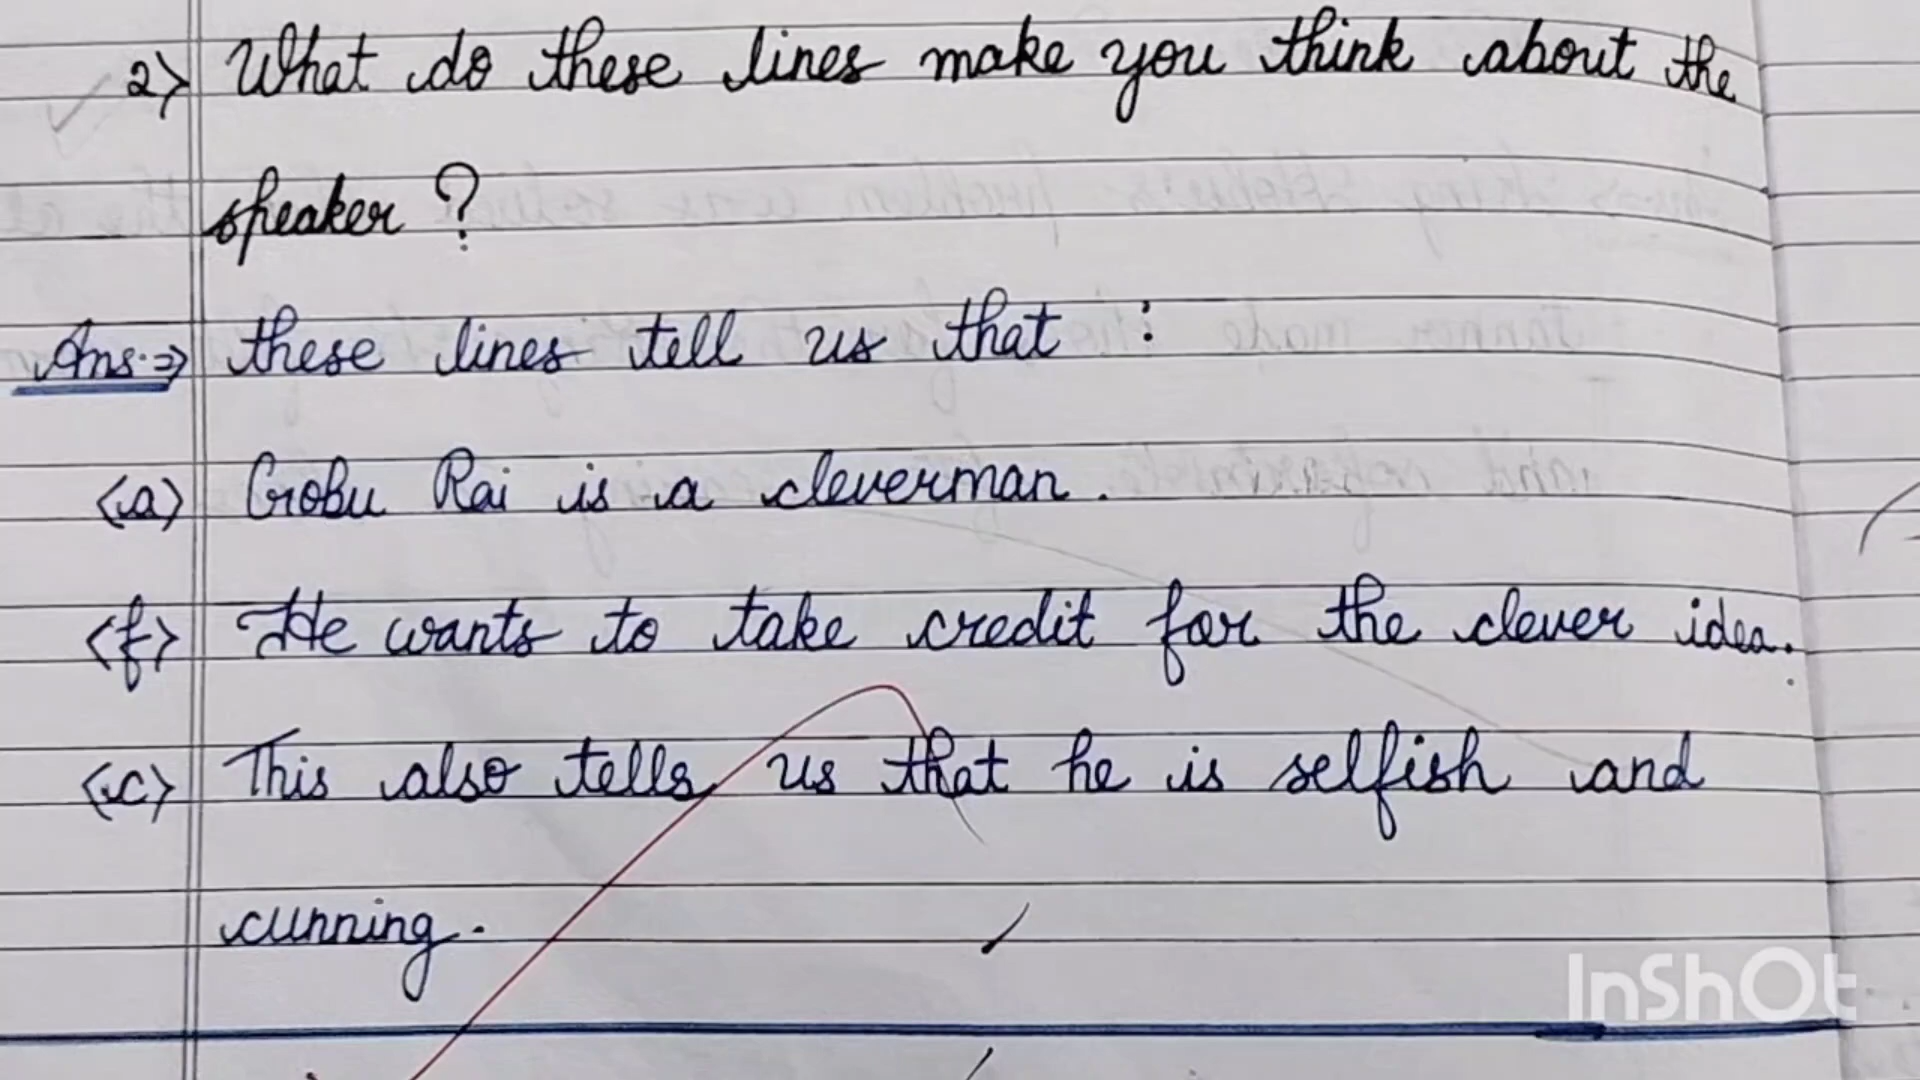 2) What do these lines make you think about the
speaker ?
Ans.⇒ these lines tell us that :
(a) Gobu Rai is a cleverman .
(f) He wants to take credit for the clever idea.
(c) This also tells us that he is selfish and
cunning.
InShOt